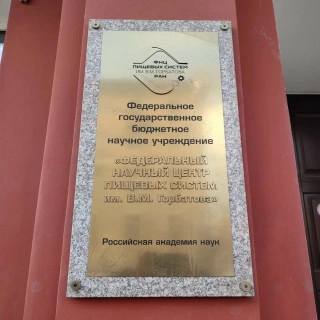 ФНЦ
ПИЩЕВЫХ СИСТЕМ
ИМ. В.М. ГОРБАТОВА
РАН
Федеральное
государственное
бюджетное
научное учреждение
«ФЕДЕРАЛЬНЫЙ
НАУЧНЫЙ ЦЕНТР
ПИЩЕВЫХ СИСТЕМ
им. В.М. Горбатова»
Российская академия наук